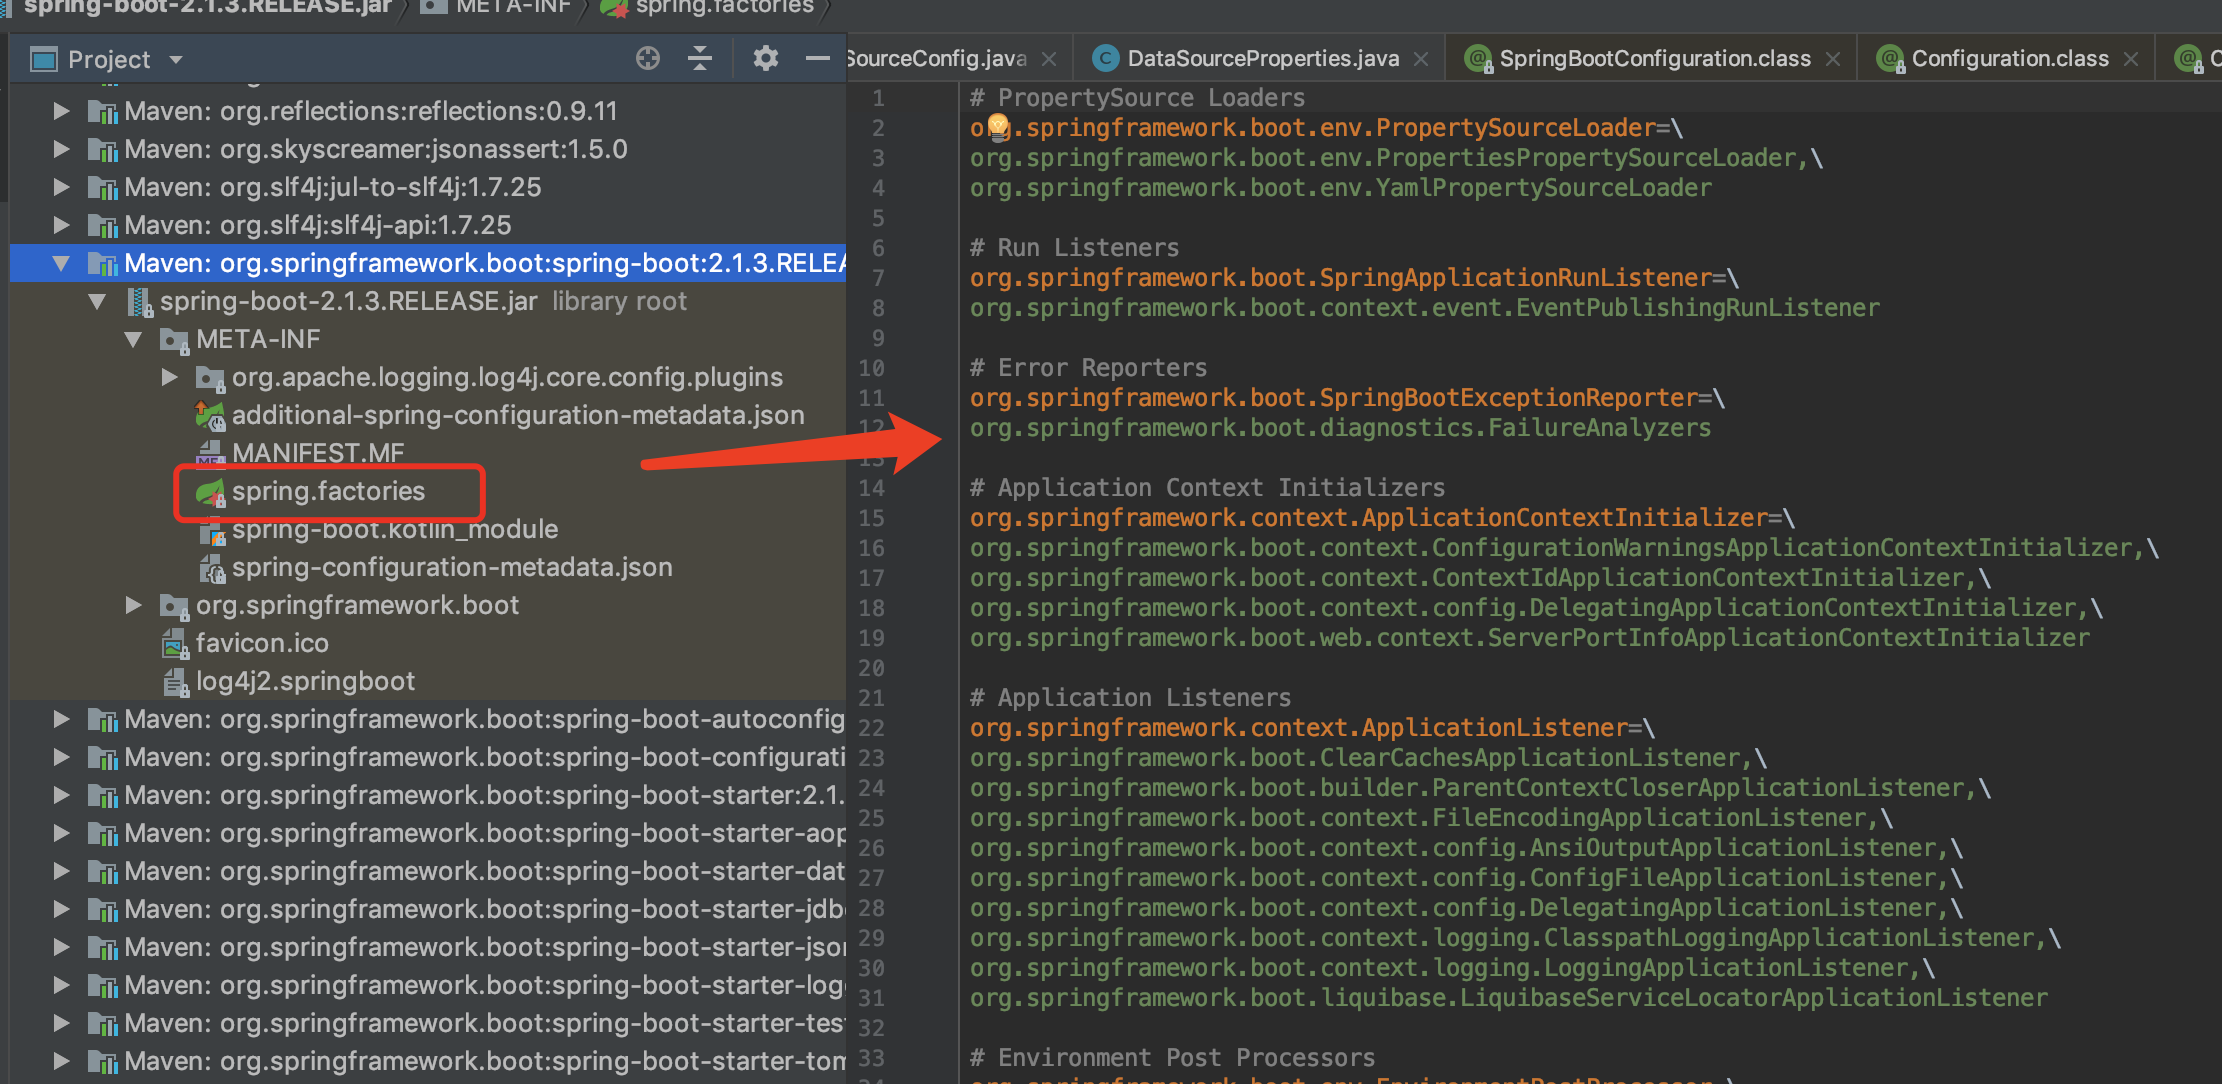 spring-boot-2.1.3.RELEASE.jar META-INF spring.factories
Project
SourceConfig.java DataSourceProperties.java SpringBootConfiguration.class Configuration.class
Maven: org.reflections:reflections:0.9.11
Maven: org.skyscreamer:jsonassert:1.5.0
Maven: org.slf4j:jul-to-slf4j:1.7.25
Maven: org.slf4j:slf4j-api:1.7.25
Maven: org.springframework.boot:spring-boot:2.1.3.RELEA
spring-boot-2.1.3.RELEASE.jar library root
META-INF
org.apache.logging.log4j.core.config.plugins
additional-spring-configuration-metadata.json
MANIFEST.MF
spring.factories
spring-boot.kotlin_module
spring-configuration-metadata.json
org.springframework.boot
favicon.ico
log4j2.springboot
Maven: org.springframework.boot:spring-boot-autoconfig
Maven: org.springframework.boot:spring-boot-configurati
Maven: org.springframework.boot:spring-boot-starter:2.1.
Maven: org.springframework.boot:spring-boot-starter-aop
Maven: org.springframework.boot:spring-boot-starter-dat
Maven: org.springframework.boot:spring-boot-starter-jdb
Maven: org.springframework.boot:spring-boot-starter-json
Maven: org.springframework.boot:spring-boot-starter-logg
Maven: org.springframework.boot:spring-boot-starter-test
Maven: org.springframework.boot:spring-boot-starter-tom
1 # PropertySource Loaders
2 org.springframework.boot.env.PropertySourceLoader=\
3 org.springframework.boot.env.PropertiesPropertySourceLoader,\
4 org.springframework.boot.env.YamlPropertySourceLoader
5
6 # Run Listeners
7 org.springframework.boot.SpringApplicationRunListener=\
8 org.springframework.boot.context.event.EventPublishingRunListener
9
10 # Error Reporters
11 org.springframework.boot.SpringBootExceptionReporter=\
12 org.springframework.boot.diagnostics.FailureAnalyzers
13
14 # Application Context Initializers
15 org.springframework.context.ApplicationContextInitializer=\
16 org.springframework.boot.context.ConfigurationWarningsApplicationContextInitializer,\
17 org.springframework.boot.context.ContextIdApplicationContextInitializer,\
18 org.springframework.boot.context.config.DelegatingApplicationContextInitializer,\
19 org.springframework.boot.web.context.ServerPortInfoApplicationContextInitializer
20
21 # Application Listeners
22 org.springframework.context.ApplicationListener=\
23 org.springframework.boot.ClearCachesApplicationListener,\
24 org.springframework.boot.builder.ParentContextCloserApplicationListener,\
25 org.springframework.boot.context.FileEncodingApplicationListener,\
26 org.springframework.boot.context.config.AnsiOutputApplicationListener,\
27 org.springframework.boot.context.config.ConfigFileApplicationListener,\
28 org.springframework.boot.context.config.DelegatingApplicationListener,\
29 org.springframework.boot.context.logging.ClasspathLoggingApplicationListener,\
30 org.springframework.boot.context.logging.LoggingApplicationListener,\
31 org.springframework.boot.liquibase.LiquibaseServiceLocatorApplicationListener
32
33 # Environment Post Processors